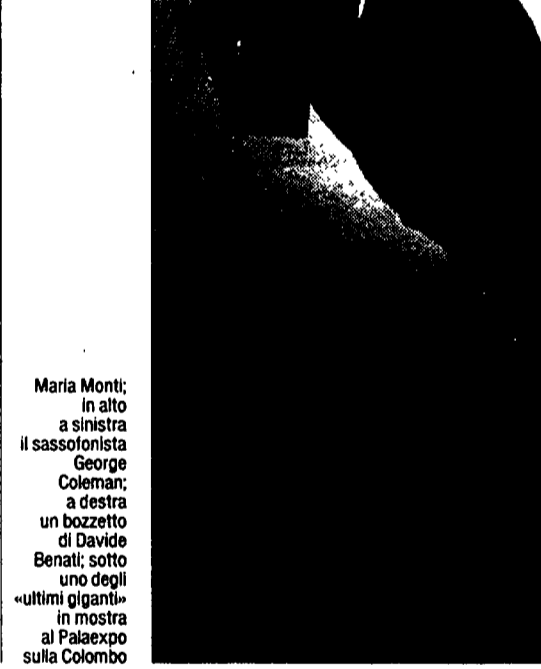 Maria Monti;
in alto
a sinistra
il sassofonista
George
Coleman;
a destra
un bozzetto
di Davide
Benati; sotto
uno degli
«ultimi giganti»
in mostra
al Palaexpo
sulla Colombo